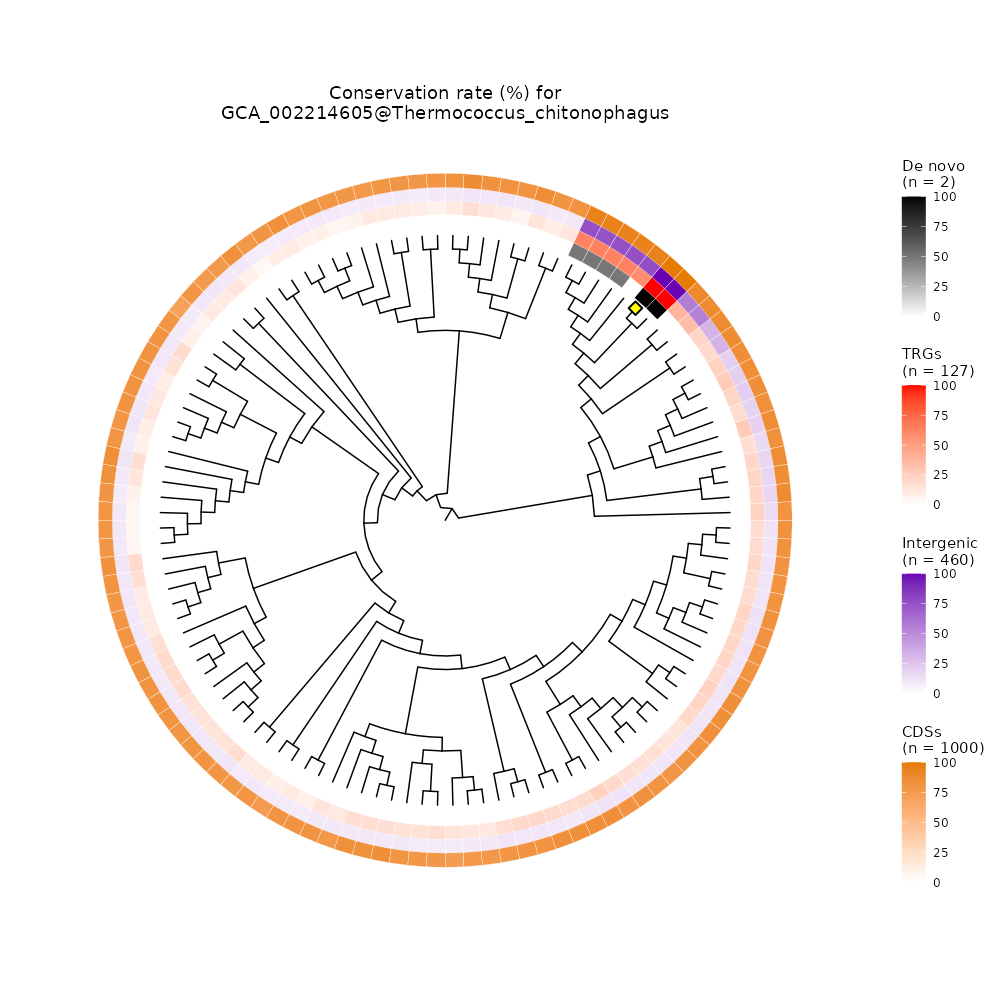 Conservation rate (%) for
GCA_002214605@Thermococcus_chitonophagus
De novo
(n = 2)
100
75
50
25
0
TRGs
(n = 127)
100
75
50
25
0
Intergenic
(n = 460)
100
75
50
25
0
CDSs
(n = 1000)
100
75
50
25
0